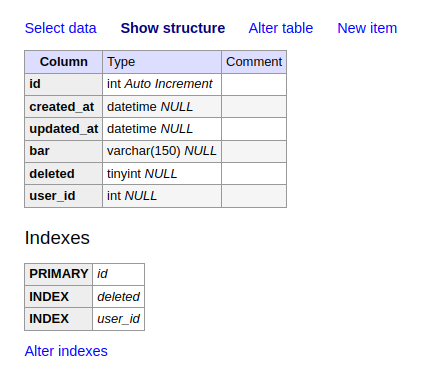 Select data Show structure Alter table New item
Column Type Comment
id int Auto Increment
created_at datetime NULL
updated_at datetime NULL
bar varchar(150) NULL
deleted tinyint NULL
user_id int NULL
Indexes
PRIMARY id
INDEX deleted
INDEX user_id
Alter indexes